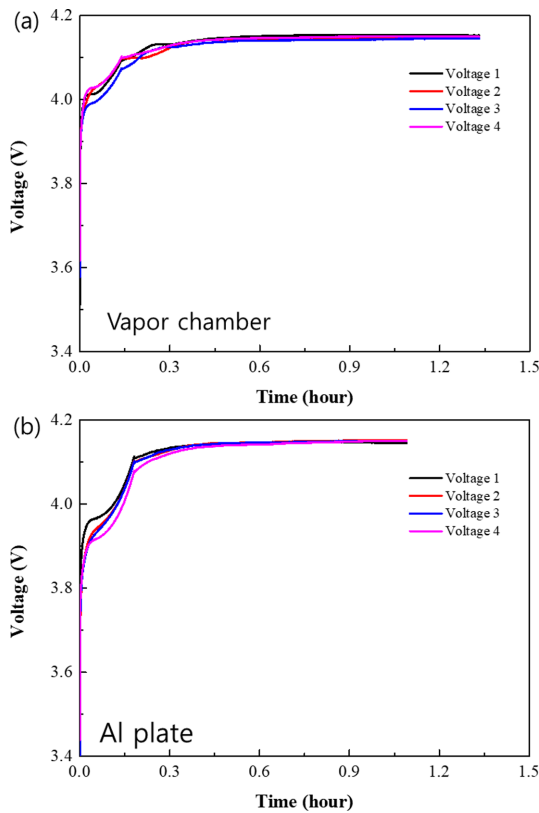 (a)
4.2
4.0
3.8
3.6
3.4
Voltage (V)
Voltage 1
Voltage 2
Voltage 3
Voltage 4
Vapor chamber
0.0 0.3 0.6 0.9 1.2 1.5
Time (hour)
(b)
4.2
4.0
3.8
3.6
3.4
Voltage (V)
Voltage 1
Voltage 2
Voltage 3
Voltage 4
Al plate
0.0 0.3 0.6 0.9 1.2 1.5
Time (hour)